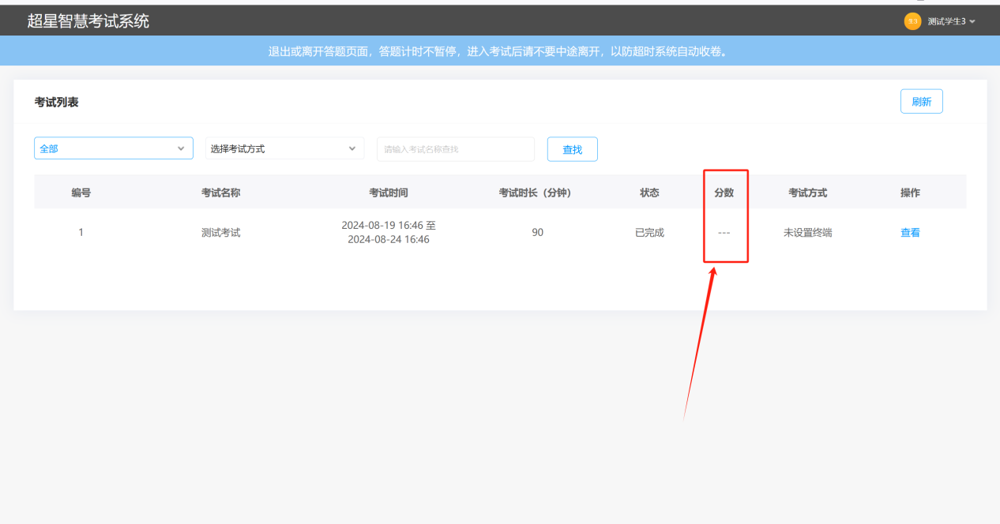 超星智慧考试系统
测试学生3
退出或离开答题页面，答题计时不暂停，进入考试后请不要中途离开，以防超时系统自动收卷。
考试列表
刷新
全部
选择考试方式
请输入考试名称查找
查找
编号 考试名称 考试时间 考试时长（分钟） 状态 分数 考试方式 操作
1 测试考试 2024-08-19 16:46 至 90 已完成 --- 未设置终端 查看
2024-08-24 16:46